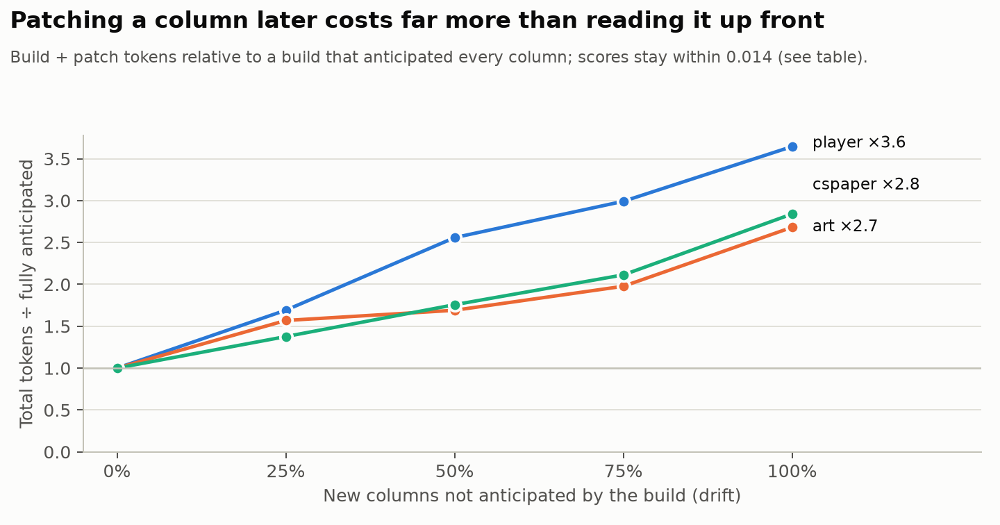 Patching a column later costs far more than reading it up front
Build + patch tokens relative to a build that anticipated every column; scores stay within 0.014 (see table).
Total tokens ÷ fully anticipated
3.5
3.0
2.5
2.0
1.5
1.0
0.5
0.0
player ×3.6
cspaper ×2.8
art ×2.7
0% 25% 50% 75% 100%
New columns not anticipated by the build (drift)